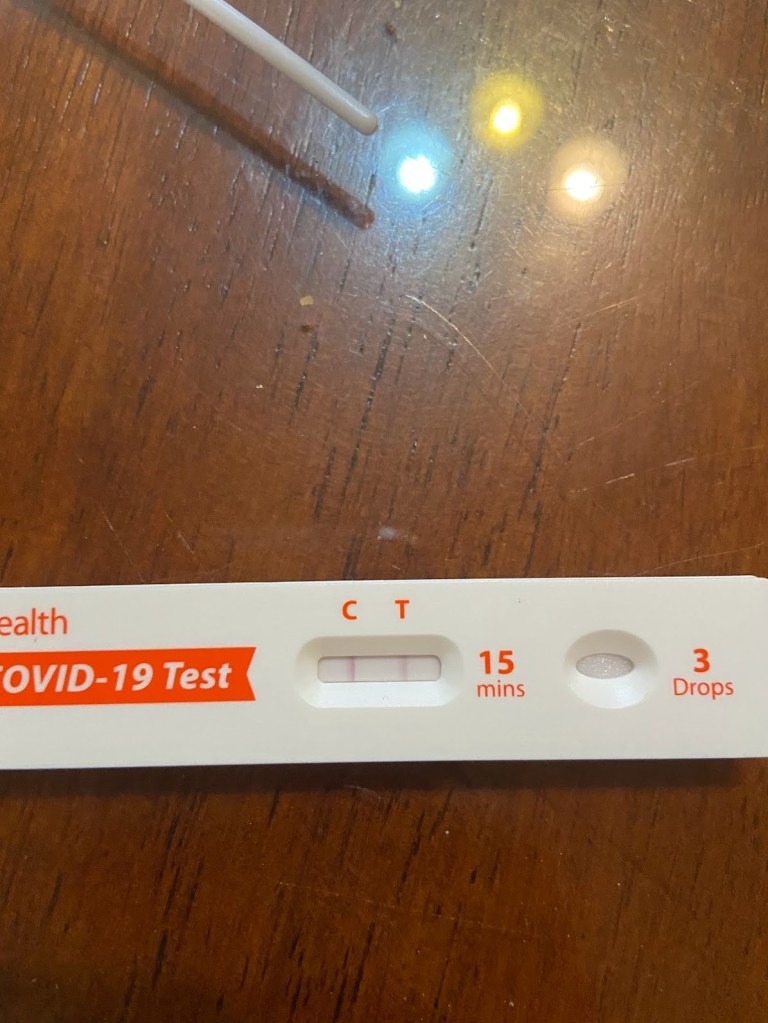 ealth
C T
OVID-19 Test
15
mins
3
Drops